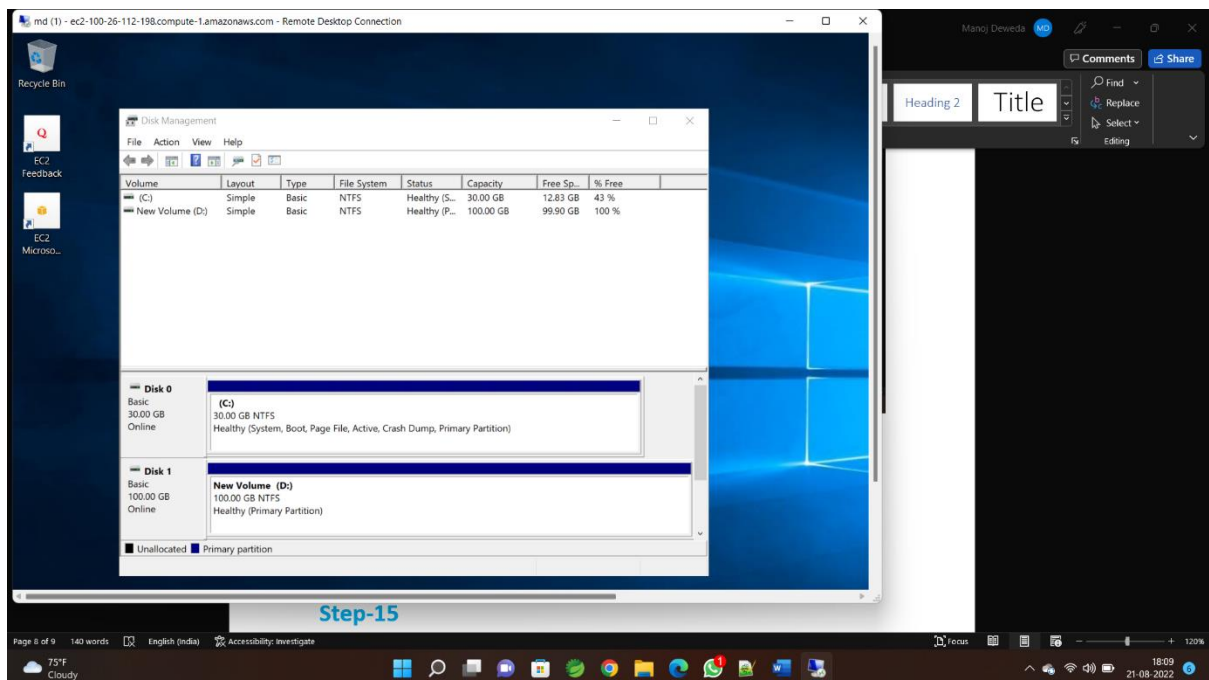 md (1) - ec2-100-26-112-198.compute-1.amazonaws.com - Remote Desktop Connection
Manoj Deweda MD
Comments Share
Recycle Bin
Heading 2 Title
Find
Replace
Select
Editing
EC2
Feedback
EC2
Microso...
Disk Management
File Action View Help
Volume Layout Type File System Status Capacity Free Sp... % Free
(C:) Simple Basic NTFS Healthy (S... 30.00 GB 12.83 GB 43 %
New Volume (D:) Simple Basic NTFS Healthy (P... 100.00 GB 99.90 GB 100 %
Disk 0
Basic
30.00 GB
Online
(C:)
30.00 GB NTFS
Healthy (System, Boot, Page File, Active, Crash Dump, Primary Partition)
Disk 1
Basic
100.00 GB
Online
New Volume (D:)
100.00 GB NTFS
Healthy (Primary Partition)
Unallocated Primary partition
Step-15
Page 8 of 9 140 words English (India) Accessibility: Investigate Focus 120%
75°F
Cloudy
18:09
21-08-2022
6